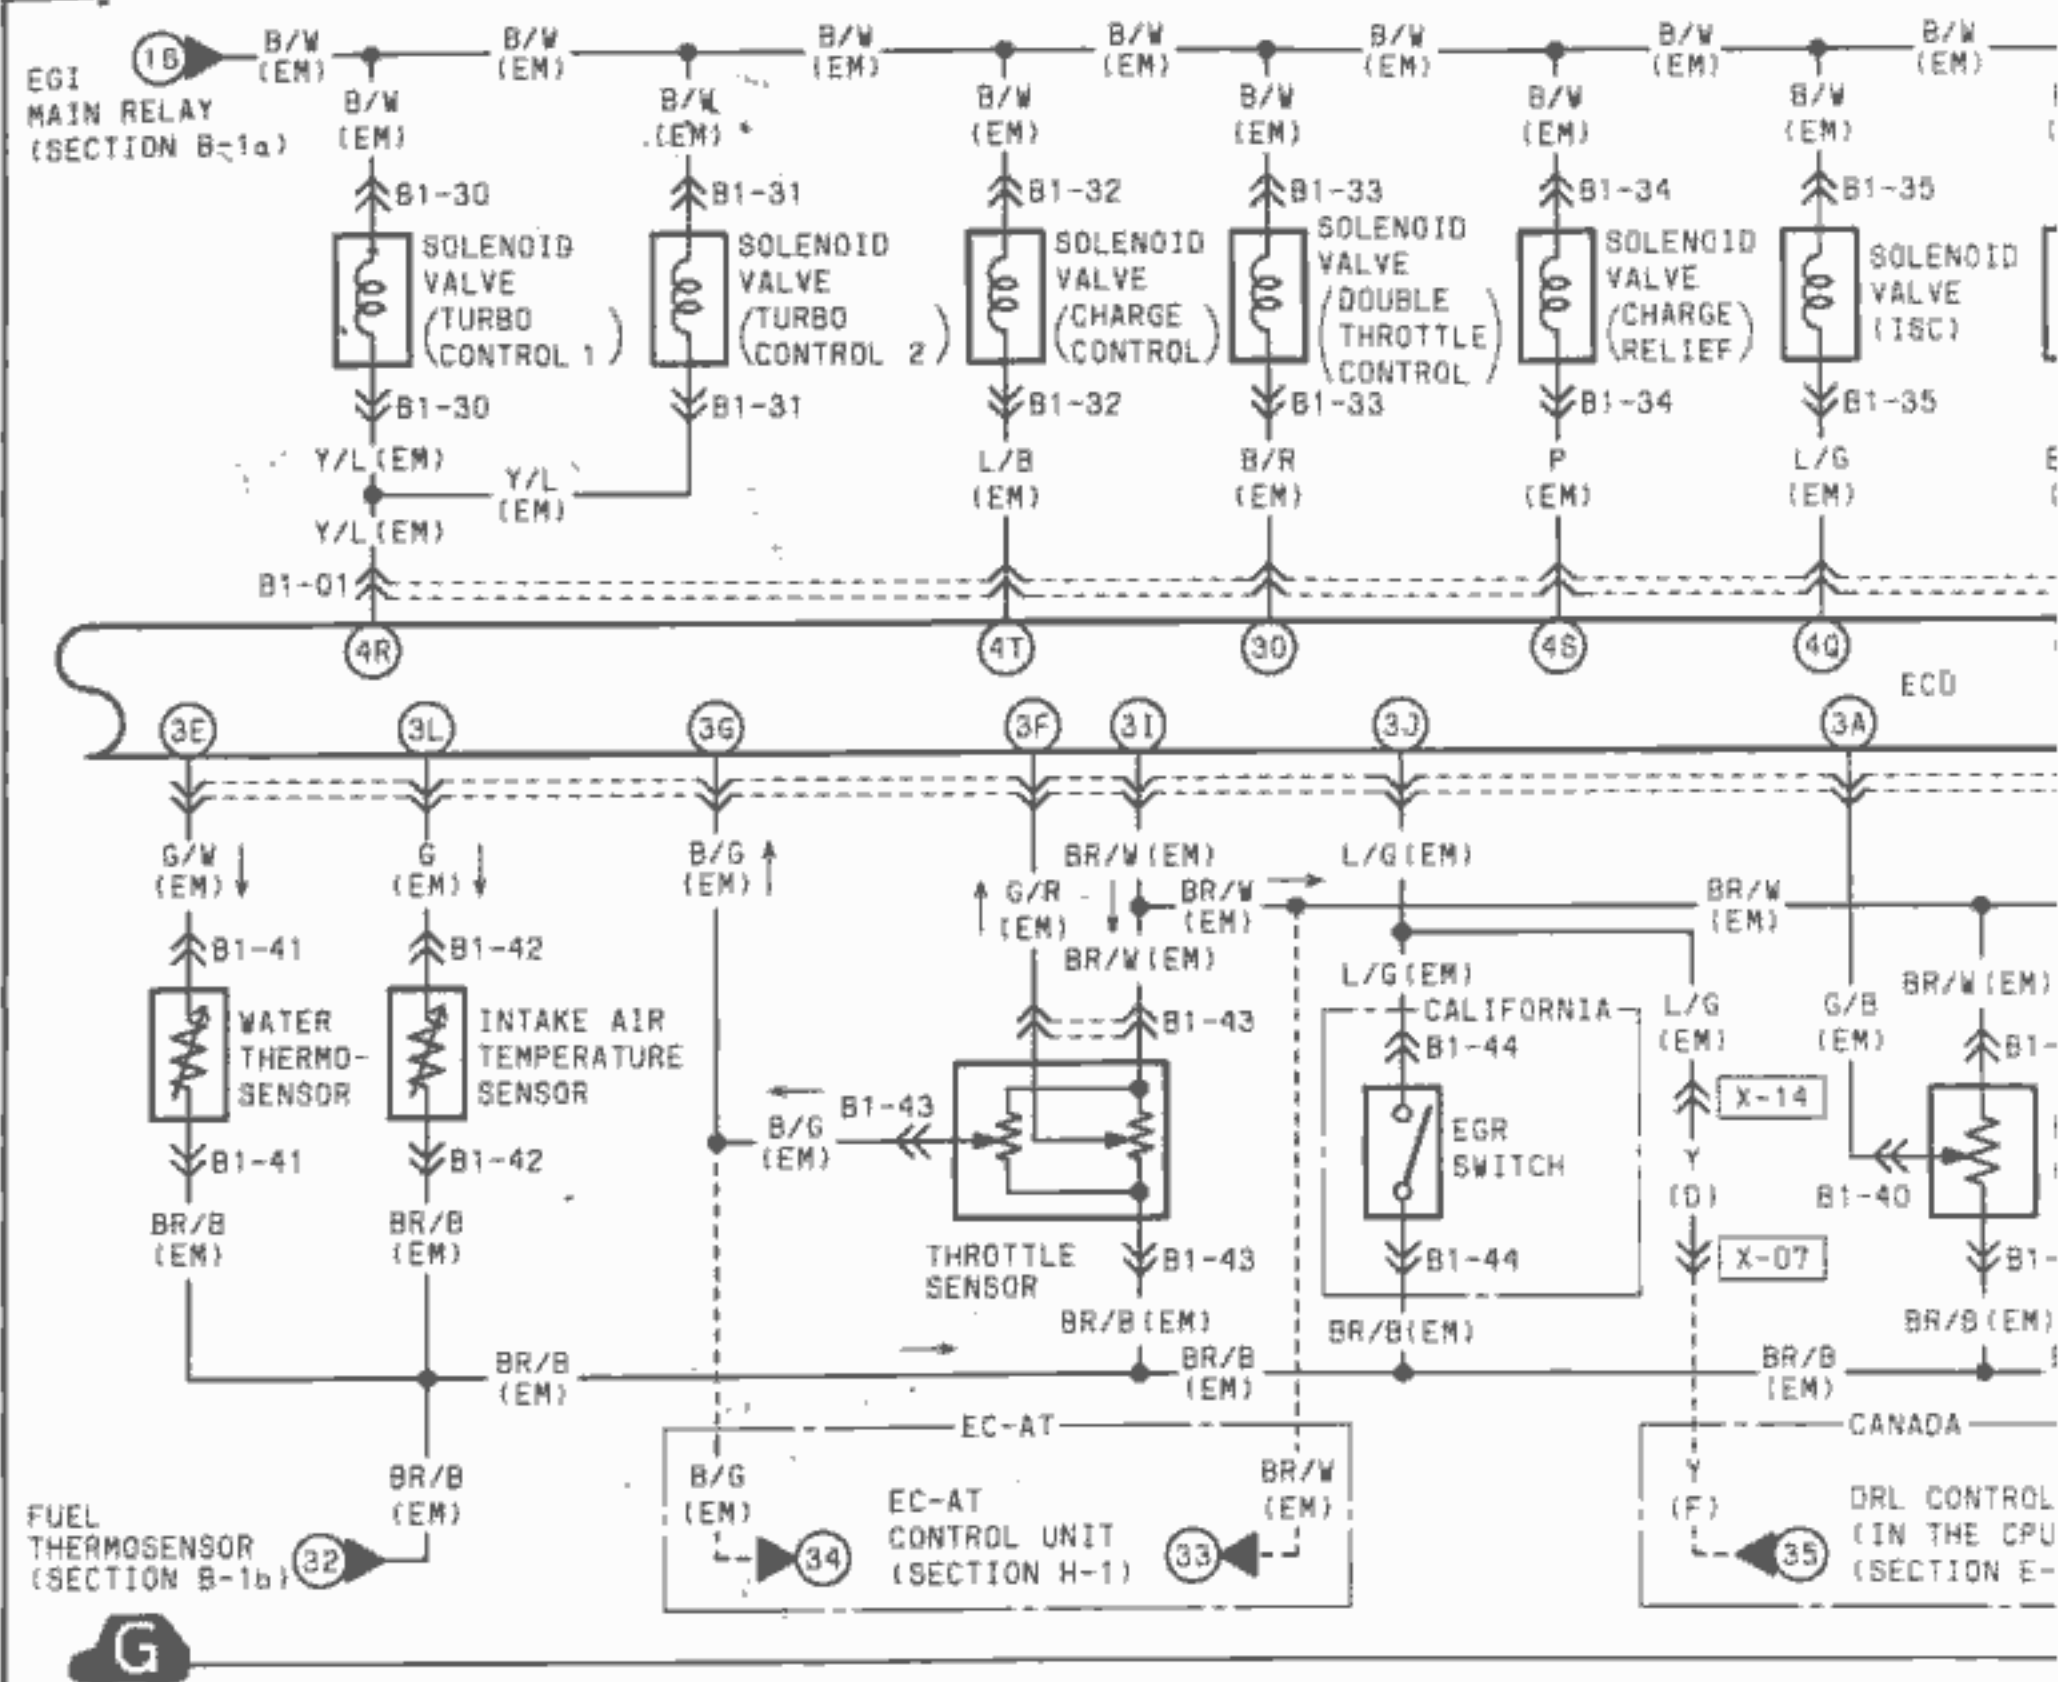 B/W B/W B/W B/W B/W B/W B/W
(EM) (EM) (EM) (EM) (EM) (EM) (EM)
EGI
MAIN RELAY
(SECTION B-1a)
B/W B/W B/W B/W B/W B/W
(EM) (EM) (EM) (EM) (EM) (EM)
B1-30 B1-31 B1-32 B1-33 B1-34 B1-35
SOLENOID
VALVE
(TURBO
CONTROL 1)
SOLENOID
VALVE
(TURBO
CONTROL 2)
SOLENOID
VALVE
(CHARGE
CONTROL)
SOLENOID
VALVE
(DOUBLE
THROTTLE
CONTROL)
SOLENOID
VALVE
(CHARGE
RELIEF)
SOLENOID
VALVE
(ISC)
B1-30 B1-31 B1-32 B1-33 B1-34 B1-35
Y/L(EM)
Y/L
(EM)
Y/L(EM)
L/B B/R P L/G
(EM) (EM) (EM) (EM)
B1-01
4R 4T 3O 4S 4Q
ECU
3E 3L 3G 3F 3I 3J 3A
G/W
(EM)
G
(EM)
B/G
(EM)
G/R
(EM)
BR/W(EM)
BR/W
(EM)
BR/W(EM)
L/G(EM)
BR/W
(EM)
L/G(EM)
BR/W(EM)
B1-41 B1-42 B1-43
CALIFORNIA
B1-44
L/G
(EM)
G/B
(EM)
B1-
WATER
THERMO-
SENSOR
INTAKE AIR
TEMPERATURE
SENSOR
B1-43
B/G
(EM)
EGR
SWITCH
X-14
Y
(D)
B1-40
B1-41 B1-42
BR/B BR/B
(EM) (EM)
THROTTLE
SENSOR
B1-43
B1-44
X-07
B1-
BR/B(EM) BR/B(EM) BR/B(EM)
BR/B BR/B BR/B
(EM) (EM) (EM)
EC-AT
CANADA
BR/B
(EM)
B/G
(EM)
EC-AT
CONTROL UNIT
(SECTION H-1)
BR/W
(EM)
Y
(F)
DRL CONTROL
(IN THE CPU
(SECTION E-
FUEL
THERMOSENSOR
(SECTION B-1b)
32 34 33 35
G